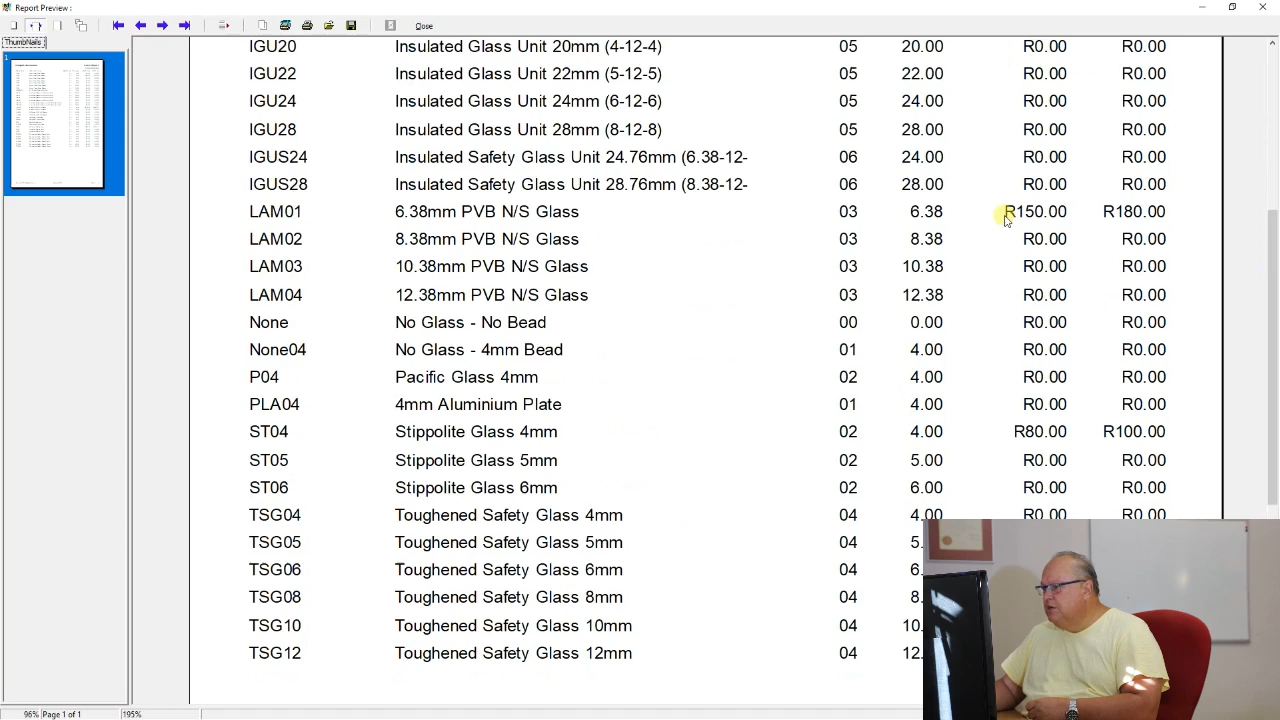 Report Preview :
Close
ThumbNails
1
IGU20 Insulated Glass Unit 20mm (4-12-4) 05 20.00 R0.00 R0.00
IGU22 Insulated Glass Unit 22mm (5-12-5) 05 22.00 R0.00 R0.00
IGU24 Insulated Glass Unit 24mm (6-12-6) 05 24.00 R0.00 R0.00
IGU28 Insulated Glass Unit 28mm (8-12-8) 05 28.00 R0.00 R0.00
IGUS24 Insulated Safety Glass Unit 24.76mm (6.38-12- 06 24.00 R0.00 R0.00
IGUS28 Insulated Safety Glass Unit 28.76mm (8.38-12- 06 28.00 R0.00 R0.00
LAM01 6.38mm PVB N/S Glass 03 6.38 R150.00 R180.00
LAM02 8.38mm PVB N/S Glass 03 8.38 R0.00 R0.00
LAM03 10.38mm PVB N/S Glass 03 10.38 R0.00 R0.00
LAM04 12.38mm PVB N/S Glass 03 12.38 R0.00 R0.00
None No Glass - No Bead 00 0.00 R0.00 R0.00
None04 No Glass - 4mm Bead 01 4.00 R0.00 R0.00
P04 Pacific Glass 4mm 02 4.00 R0.00 R0.00
PLA04 4mm Aluminium Plate 01 4.00 R0.00 R0.00
ST04 Stippolite Glass 4mm 02 4.00 R80.00 R100.00
ST05 Stippolite Glass 5mm 02 5.00 R0.00 R0.00
ST06 Stippolite Glass 6mm 02 6.00 R0.00 R0.00
TSG04 Toughened Safety Glass 4mm 04 4.00 R0.00 R0.00
TSG05 Toughened Safety Glass 5mm 04 5.
TSG06 Toughened Safety Glass 6mm 04 6.
TSG08 Toughened Safety Glass 8mm 04 8.
TSG10 Toughened Safety Glass 10mm 04 10.
TSG12 Toughened Safety Glass 12mm 04 12.
96% Page 1 of 1 195%